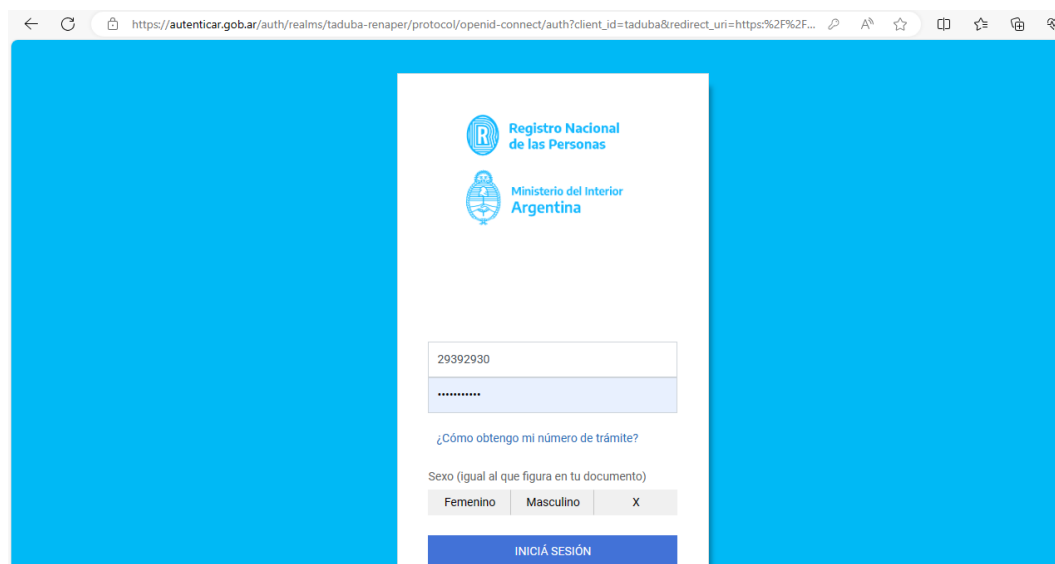 https://autenticar.gob.ar/auth/realms/taduba-renaper/protocol/openid-connect/auth?client_id=taduba&redirect_uri=https:%2F%2F...
R
Registro Nacional
de las Personas
Ministerio del Interior
Argentina
29392930
•••••••••••
¿Cómo obtengo mi número de trámite?
Sexo (igual al que figura en tu documento)
Femenino Masculino X
INICIÁ SESIÓN